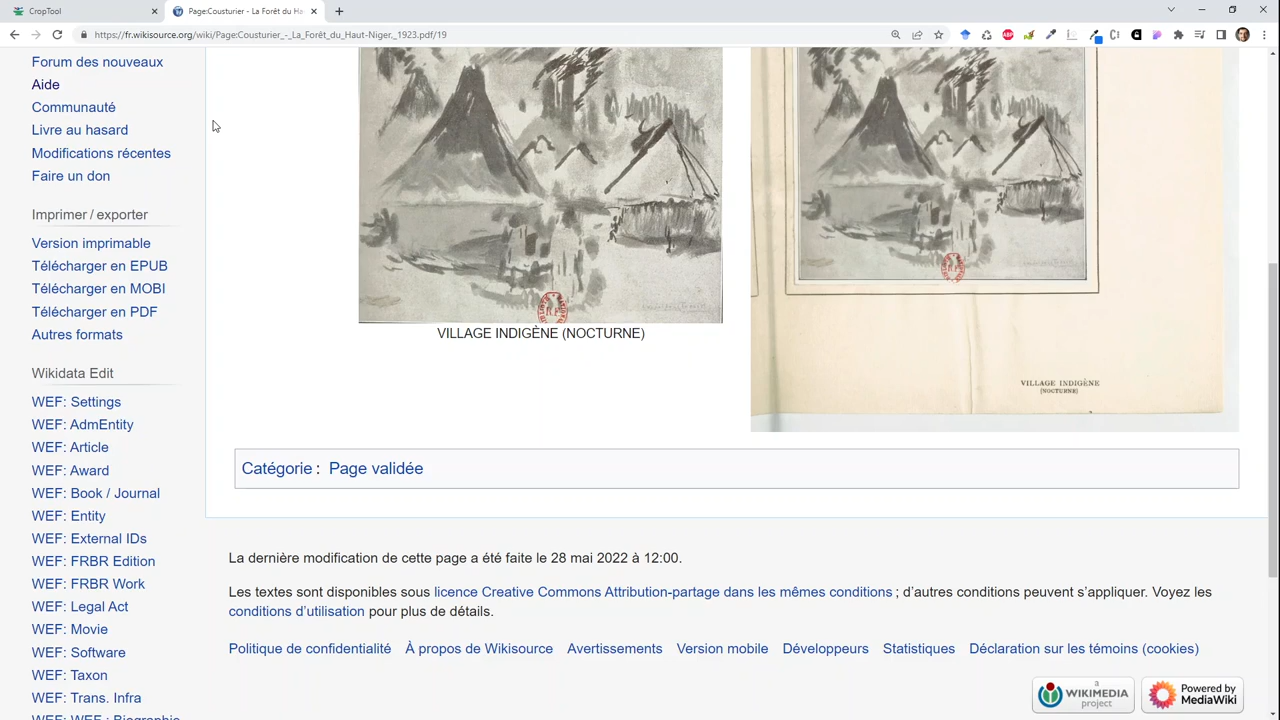 CropTool
Page:Cousturier - La Forêt du Ha
https://fr.wikisource.org/wiki/Page:Cousturier_-_La_Forêt_du_Haut-Niger,_1923.pdf/19
Forum des nouveaux
Aide
Communauté
Livre au hasard
Modifications récentes
Faire un don
Imprimer / exporter
Version imprimable
Télécharger en EPUB
Télécharger en MOBI
Télécharger en PDF
Autres formats
Wikidata Edit
WEF: Settings
WEF: AdmEntity
WEF: Article
WEF: Award
WEF: Book / Journal
WEF: Entity
WEF: External IDs
WEF: FRBR Edition
WEF: FRBR Work
WEF: Legal Act
WEF: Movie
WEF: Software
WEF: Taxon
WEF: Trans. Infra
WEF: WEF : Biographie
VILLAGE INDIGÈNE (NOCTURNE)
VILLAGE INDIGÈNE
(NOCTURNE)
Catégorie : Page validée
La dernière modification de cette page a été faite le 28 mai 2022 à 12:00.
Les textes sont disponibles sous licence Creative Commons Attribution-partage dans les mêmes conditions ; d’autres conditions peuvent s’appliquer. Voyez les
conditions d’utilisation pour plus de détails.
Politique de confidentialité À propos de Wikisource Avertissements Version mobile Développeurs Statistiques Déclaration sur les témoins (cookies)
a
WIKIMEDIA
project
Powered by
MediaWiki